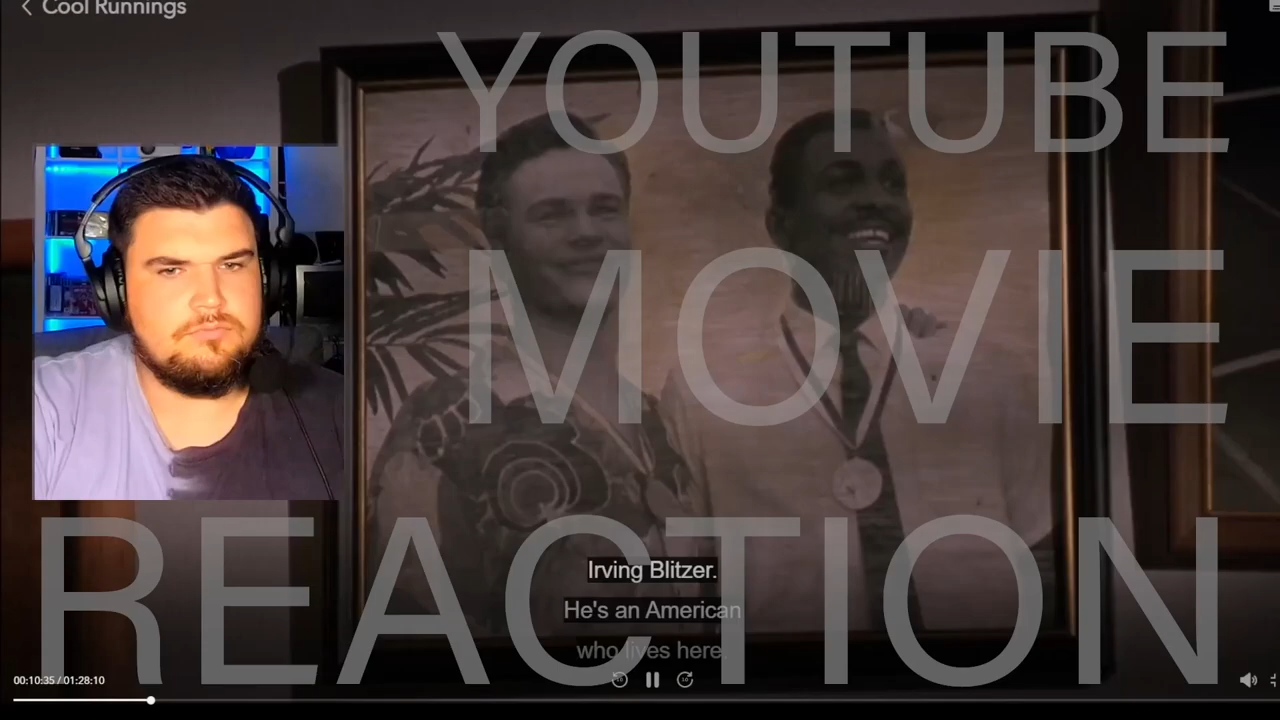 Cool Runnings
YOUTUBE
MOVIE
REACTION
Irving Blitzer.
He's an American
who lives here.
00:10:35 / 01:28:10